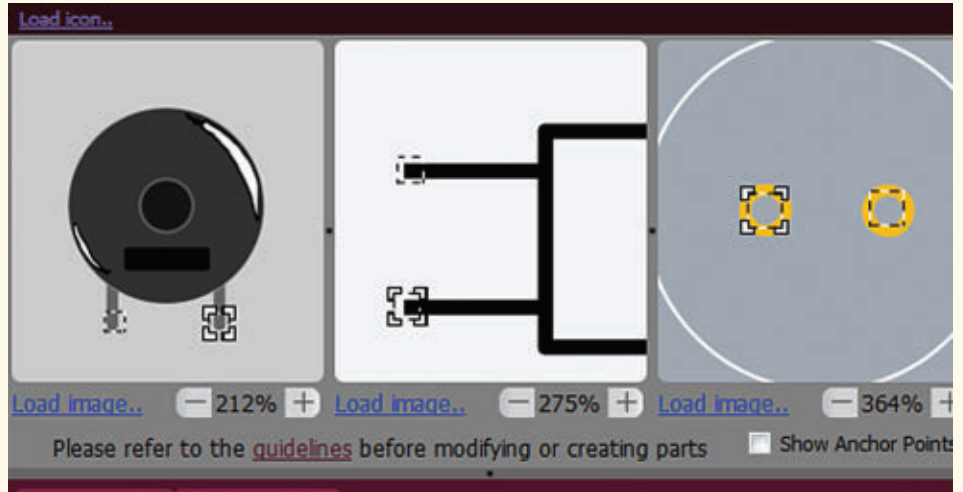 Load icon..
Load image.. 212% Load image.. 275% Load image.. 364%
Please refer to the guidelines before modifying or creating parts Show Anchor Points